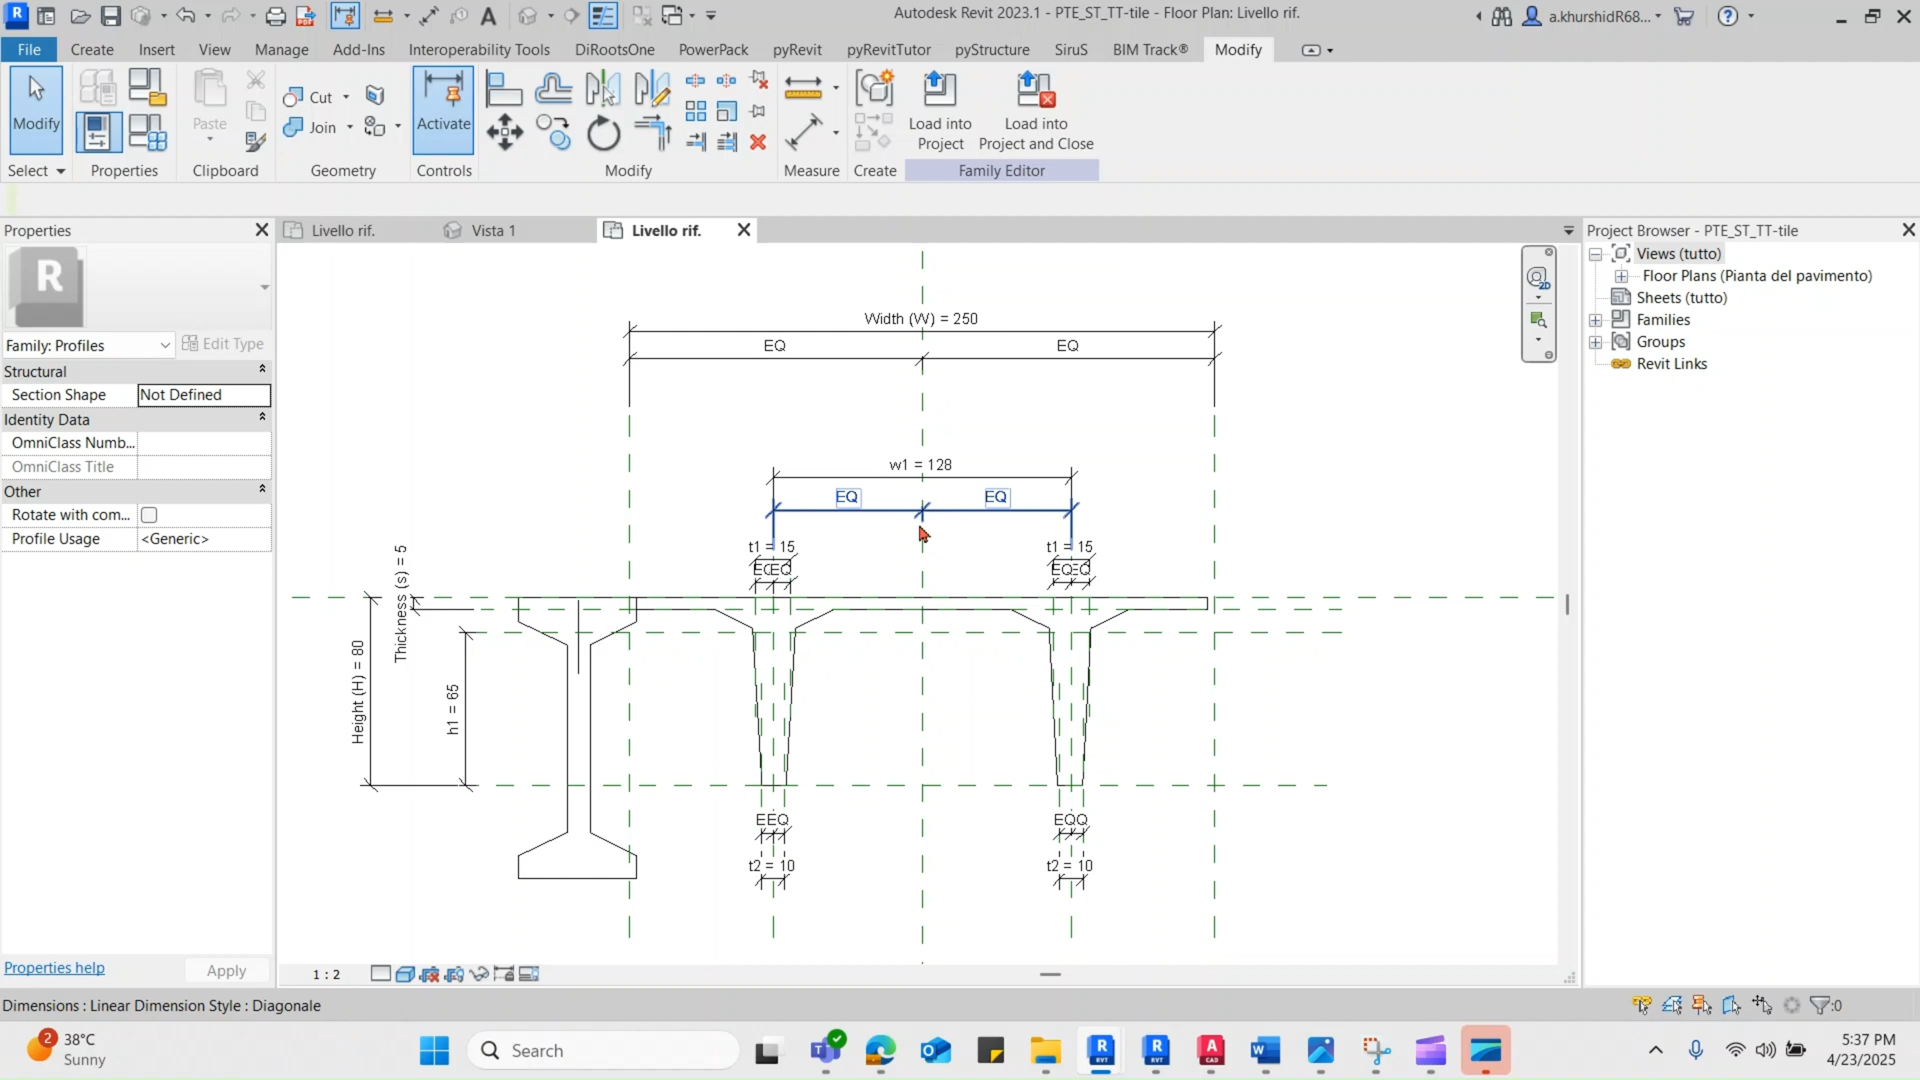 Autodesk Revit 2023.1 - PTE_ST_TT-tile - Floor Plan: Livello rif.
a.khurshidR68...
File Create Insert View Manage Add-Ins Interoperability Tools DiRootsOne PowerPack pyRevit pyRevitTutor pyStructure SiruS BIM Track® Modify
Modify
Paste
Cut
Join
Activate
Load into Project
Load into Project and Close
Select Properties Clipboard Geometry Controls Modify Measure Create Family Editor
Properties
Livello rif.
Vista 1
Livello rif.
Project Browser - PTE_ST_TT-tile
R
Family: Profiles
Edit Type
Structural
Section Shape Not Defined
Identity Data
OmniClass Numb...
OmniClass Title
Other
Rotate with com...
Profile Usage <Generic>
Properties help
Apply
Views (tutto)
Floor Plans (Pianta del pavimento)
Sheets (tutto)
Families
Groups
Revit Links
2D
Width (W) = 250
EQ EQ
w1 = 128
EQ EQ
t1 = 15 t1 = 15
EQ EQ EQ EQ
Thickness (s) = 5
Height (H) = 80
h1 = 65
t2 = 10 t2 = 10
1 : 2
Dimensions : Linear Dimension Style : Diagonale
:0
2
38°C
Sunny
Search
5:37 PM
4/23/2025